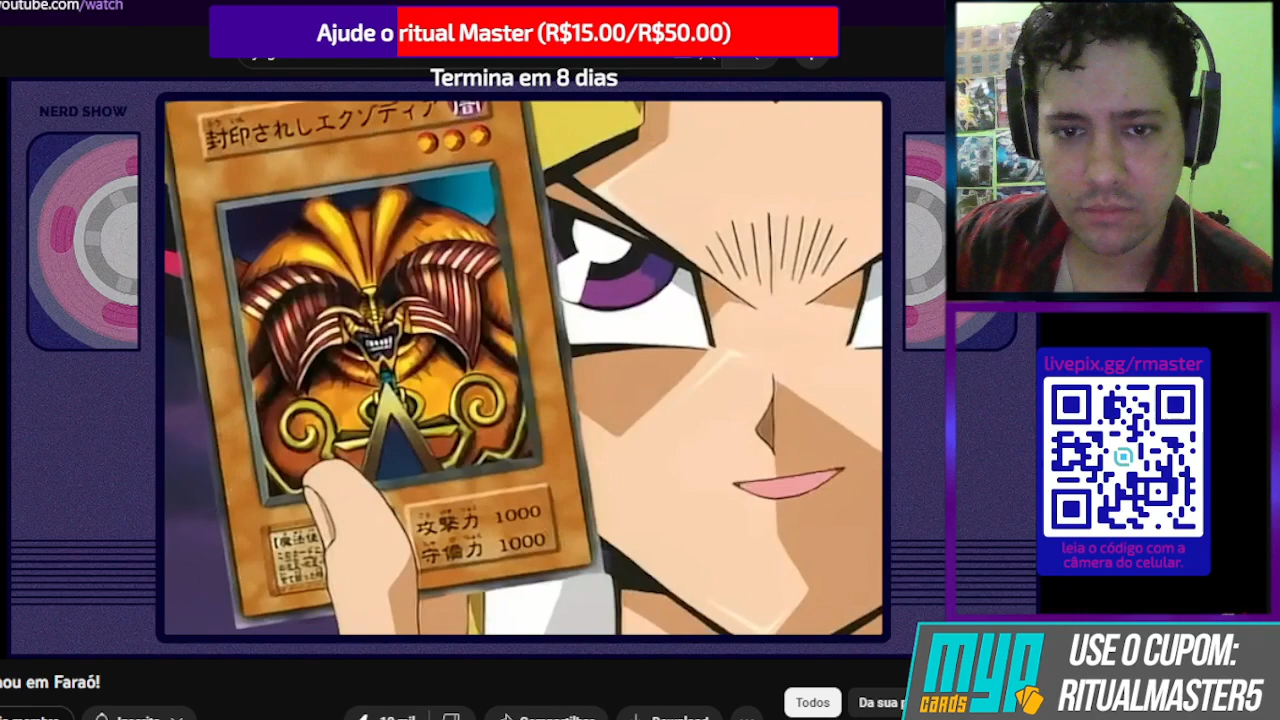 youtube.com/watch
Ajude o ritual Master (R$15.00/R$50.00)
Termina em 8 dias
NERD SHOW
封印されしエクゾディア
闇
攻撃力 1000
守備力 1000
livepix.gg/rmaster
leia o código com a
câmera do celular.
ou em Faraó!
Todos
Da sua
myp
CARDS
USE O CUPOM:
RITUALMASTER5